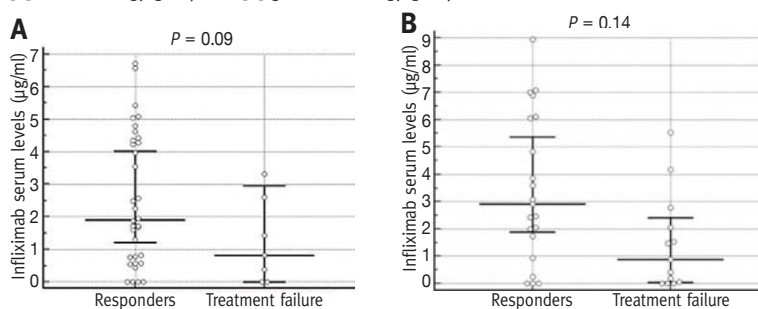 A
P = 0.09
Infliximab serum levels (µg/ml)
7
6
5
4
3
2
1
0
Responders
Treatment failure
B
P = 0.14
Infliximab serum levels (µg/ml)
9
8
7
6
5
4
3
2
1
0
Responders
Treatment failure